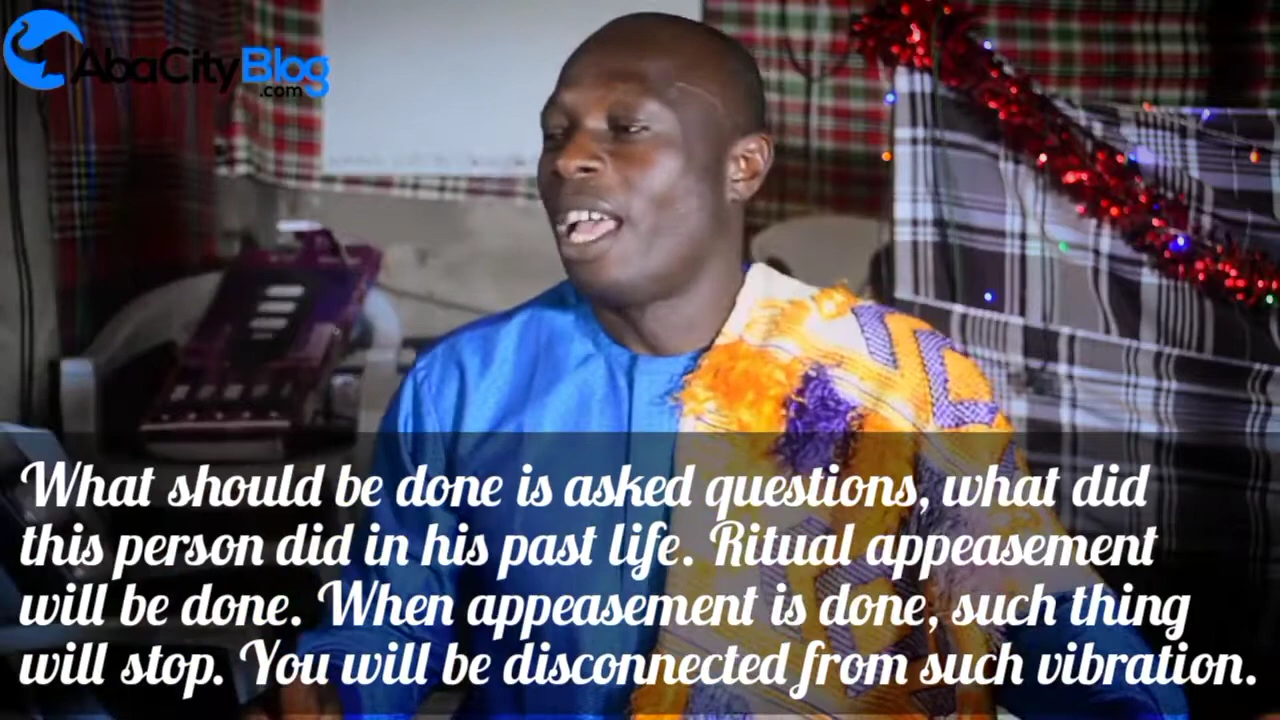 AbaCityBlog
.com
What should be done is asked questions, what did
this person did in his past life. Ritual appeasement
will be done. When appeasement is done, such thing
will stop. You will be disconnected from such vibration.